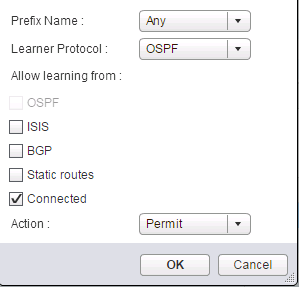 Prefix Name : Any
Learner Protocol : OSPF
Allow learning from :
OSPF
ISIS
BGP
Static routes
Connected
Action : Permit
OK Cancel